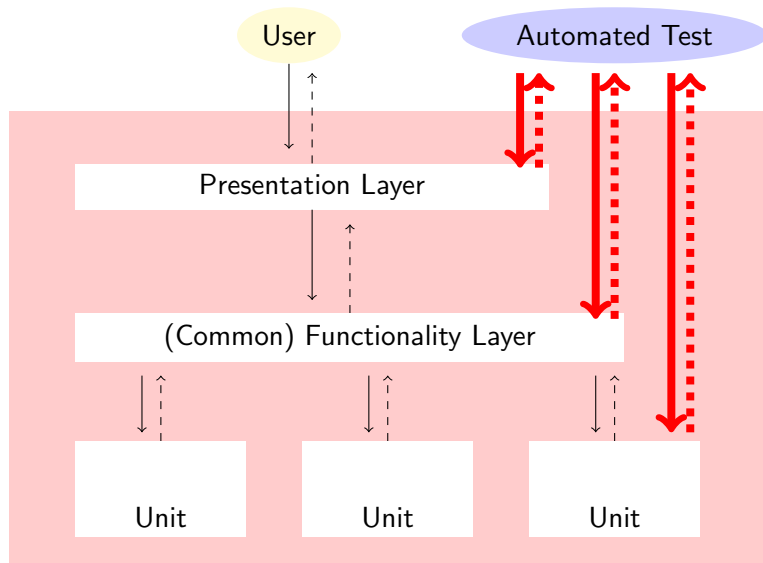 User
Automated Test
Presentation Layer
(Common) Functionality Layer
Unit
Unit
Unit